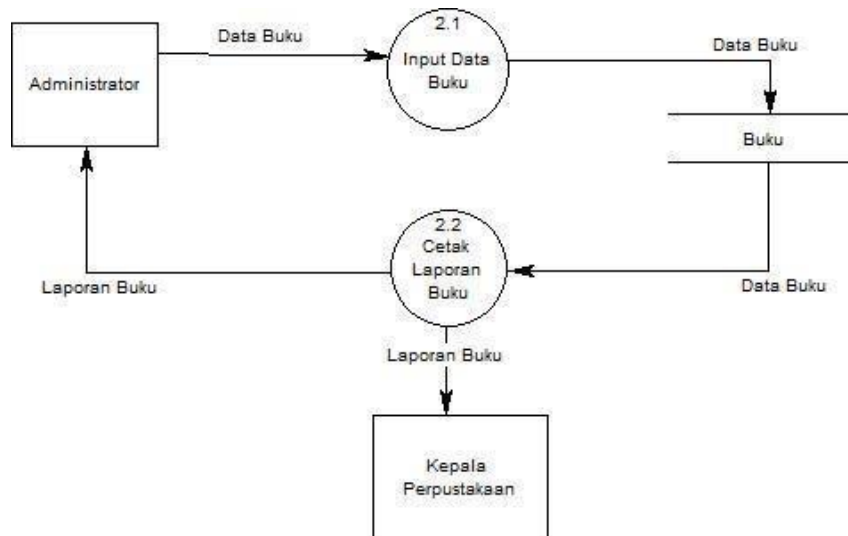 2.1
Data Buku
Input Data
Buku
Data Buku
Administrator
Buku
2.2
Cetak
Laporan
Buku
Laporan Buku
Data Buku
Laporan Buku
Kepala
Perpustakaan